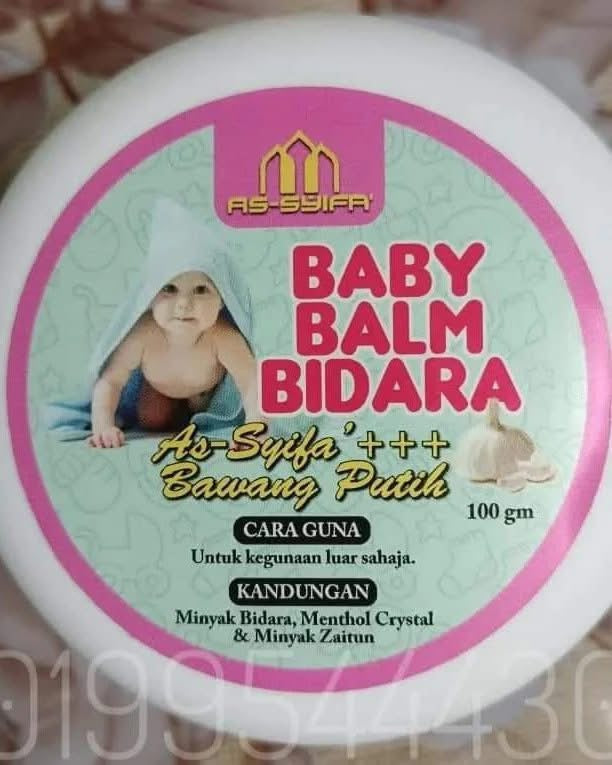 AS-SYIFA'
BABY
BALM
BIDARA
As-Syifa' +++
Bawang Putih
100 gm
CARA GUNA
Untuk kegunaan luar sahaja.
KANDUNGAN
Minyak Bidara, Menthol Crystal
& Minyak Zaitun
0199544430